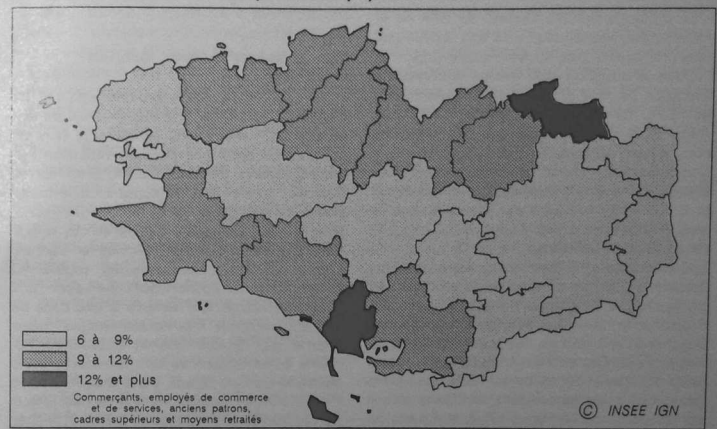 6 à 9%
9 à 12%
12% et plus
Commerçants, employés de commerce
et de services, anciens patrons,
cadres supérieurs et moyens retraités
© INSEE IGN